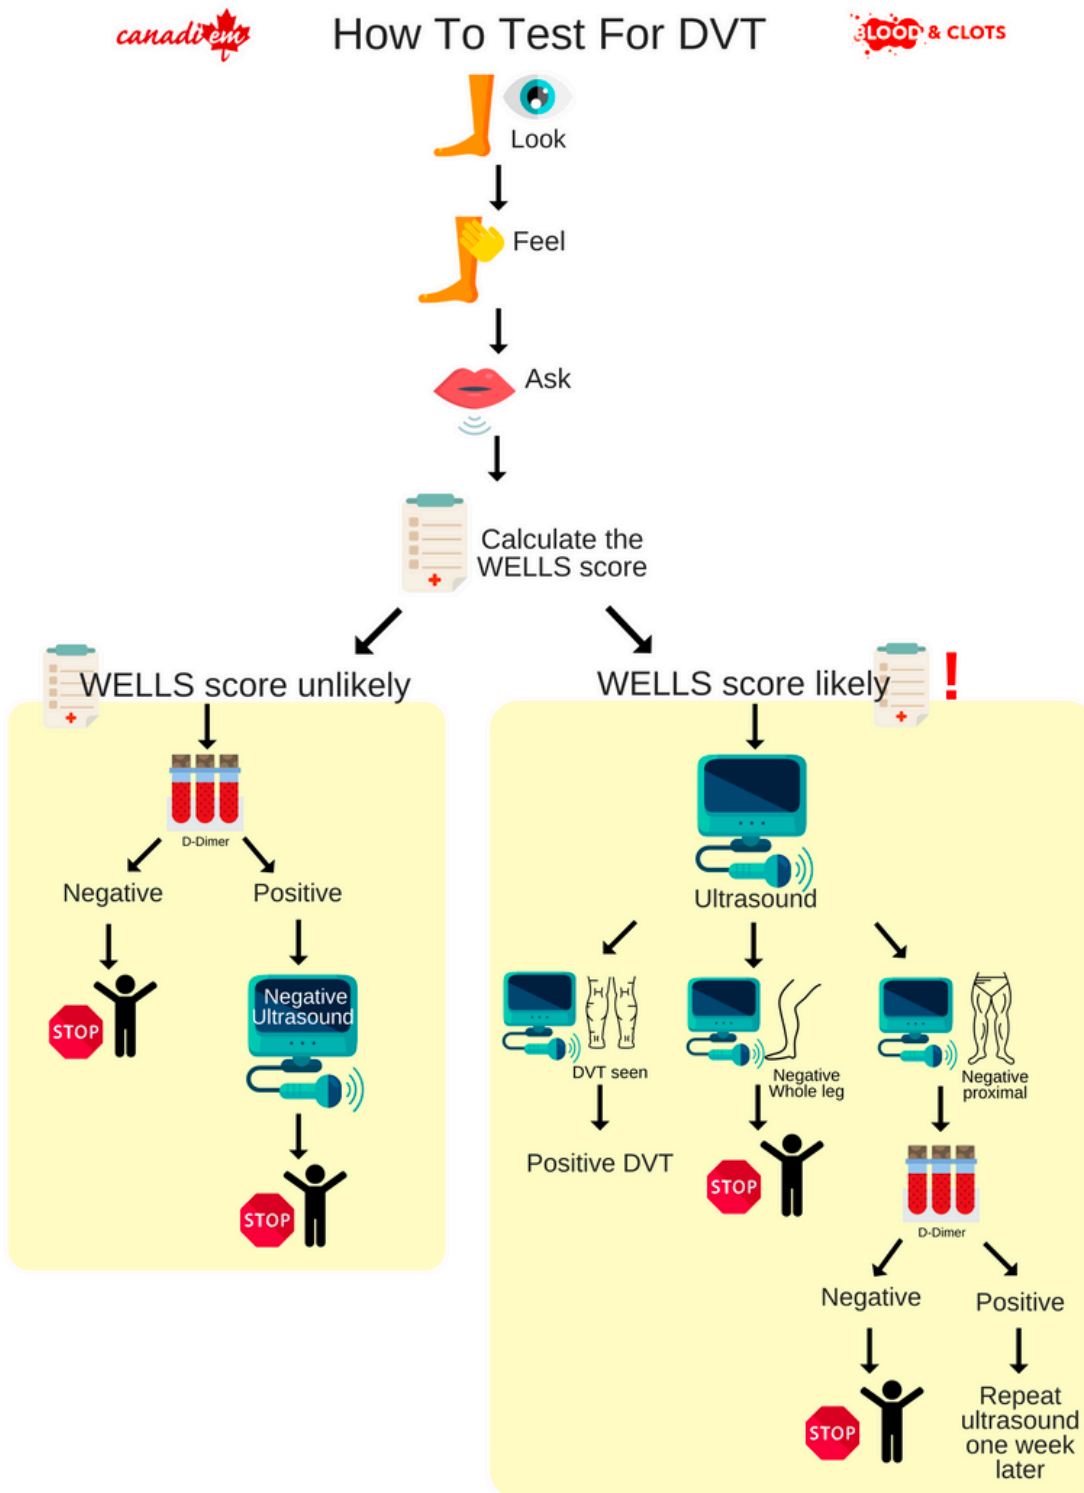 canadiem
How To Test For DVT
BLOOD & CLOTS
Look
Feel
Ask
Calculate the
WELLS score
WELLS score unlikely
WELLS score likely
!
D-Dimer
Negative
Positive
STOP
Negative
Ultrasound
STOP
Ultrasound
DVT seen
Negative
Whole leg
Negative
proximal
Positive DVT
STOP
D-Dimer
Negative
Positive
STOP
Repeat
ultrasound
one week
later